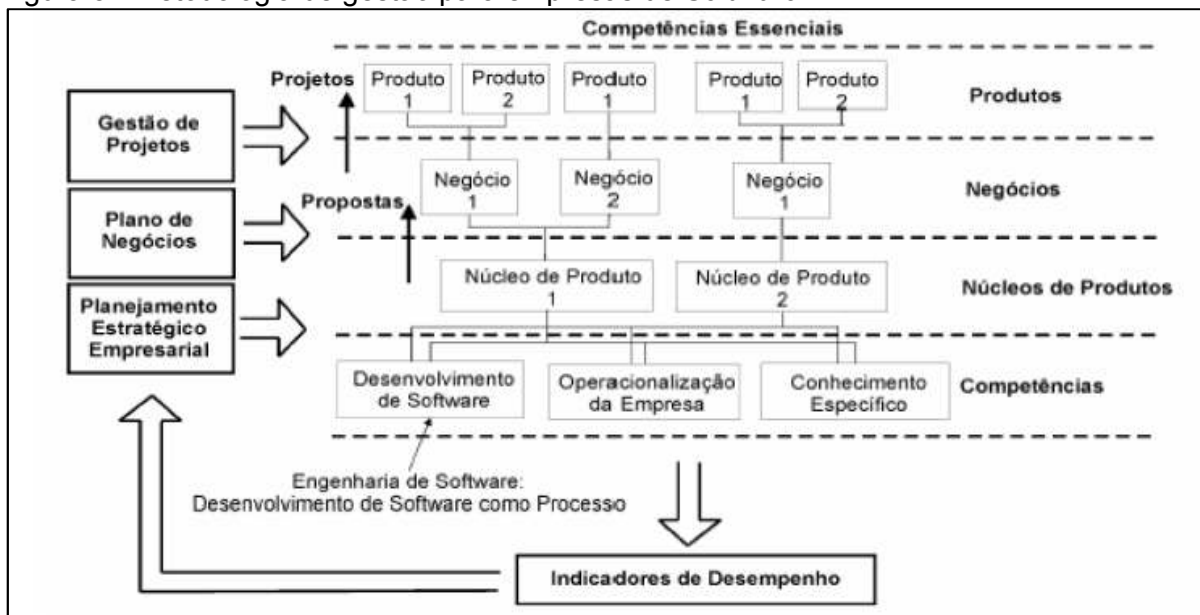 Competências Essenciais
Projetos
Produto
1
Produto
2
Produto
1
Produto
1
Produto
2
Produtos
Gestão de
Projetos
Negócio
1
Negócio
2
Negócio
1
Negócios
Propostas
Plano de
Negócios
Núcleo de Produto
1
Núcleo de Produto
2
Núcleos de Produtos
Planejamento
Estratégico
Empresarial
Desenvolvimento
de Software
Operacionalização
da Empresa
Conhecimento
Específico
Competências
Engenharia de Software:
Desenvolvimento de Software como Processo
Indicadores de Desempenho